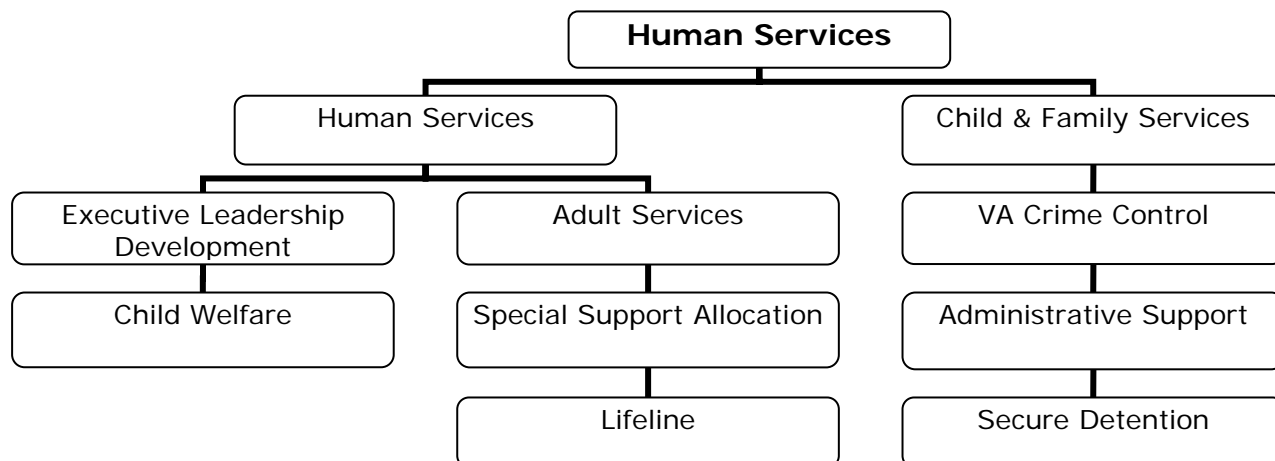 Human Services
Human Services
Child & Family Services
Executive Leadership
Development
Adult Services
VA Crime Control
Child Welfare
Special Support Allocation
Administrative Support
Lifeline
Secure Detention